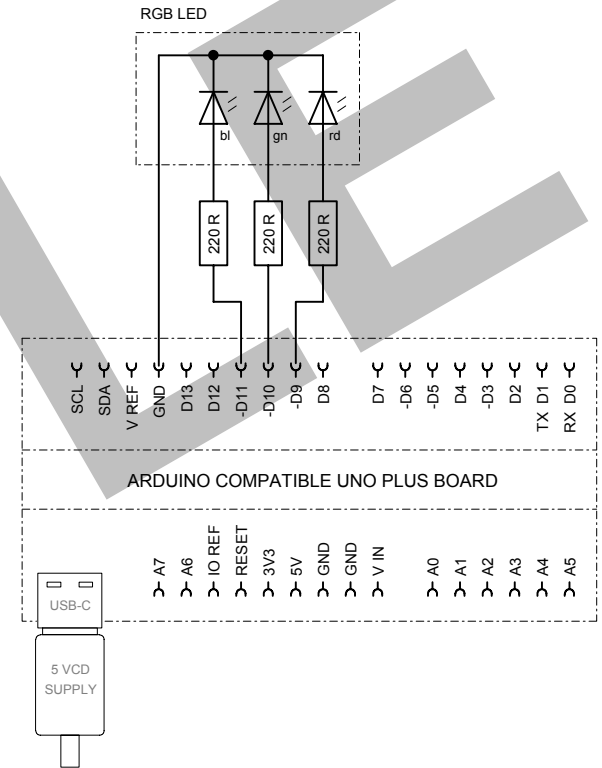 RGB LED
bl
gn
rd
220 R
220 R
220 R
SCL
SDA
V REF
GND
D13
D12
-D11
-D10
-D9
D8
D7
-D6
-D5
D4
-D3
D2
TX D1
RX D0
ARDUINO COMPATIBLE UNO PLUS BOARD
A7
A6
IO REF
RESET
3V3
5V
GND
GND
V IN
A0
A1
A2
A3
A4
A5
USB-C
5 VCD
SUPPLY
LE